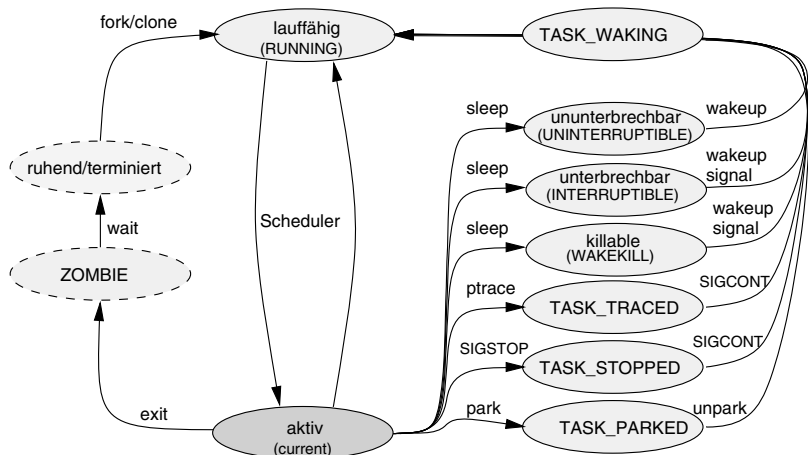 fork/clone
lauffähig
(RUNNING)
TASK_WAKING
sleep
ununterbrechbar
(UNINTERRUPTIBLE)
wakeup
ruhend/terminiert
sleep
unterbrechbar
(INTERRUPTIBLE)
wakeup
signal
wait
Scheduler
sleep
killable
(WAKEKILL)
wakeup
signal
ZOMBIE
ptrace
TASK_TRACED
SIGCONT
SIGSTOP
TASK_STOPPED
SIGCONT
exit
aktiv
(current)
park
TASK_PARKED
unpark